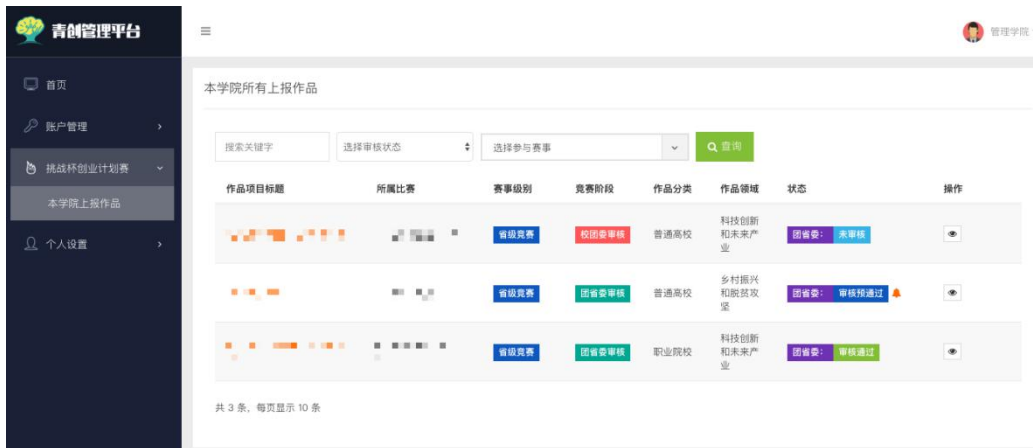 青创管理平台
管理学院
首页
账户管理
挑战杯创业计划赛
本学院上报作品
个人设置
本学院所有上报作品
搜索关键字 选择审核状态 选择参与赛事 查询
作品项目标题 所属比赛 赛事级别 竞赛阶段 作品分类 作品领域 状态 操作
省级竞赛 校团委审核 普通高校 科技创新
和未来产
业 团省委： 未审核
省级竞赛 团省委审核 普通高校 乡村振兴
和脱贫攻
坚 团省委： 审核预通过
省级竞赛 团省委审核 职业院校 科技创新
和未来产
业 团省委： 审核通过
共 3 条，每页显示 10 条